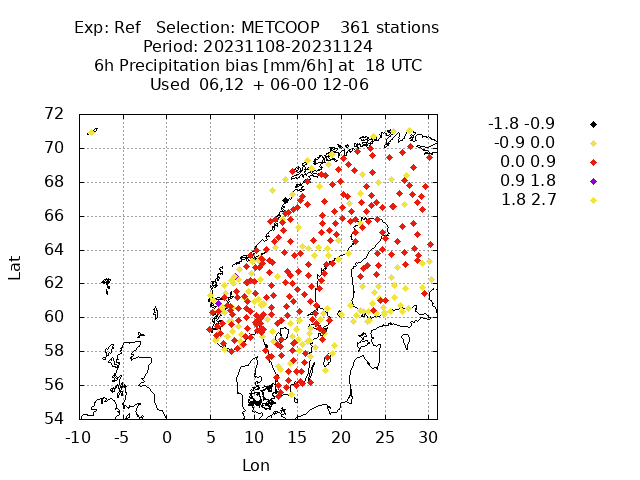 Exp: Ref   Selection: METCOOP    361 stations
Period: 20231108-20231124
6h Precipitation bias [mm/6h] at  18 UTC
Used 06,12  + 06-00 12-06
-1.8 -0.9
-0.9 0.0
0.0 0.9
0.9 1.8
1.8 2.7
72
70
68
66
64
62
60
58
56
54
Lat
-10 -5 0 5 10 15 20 25 30
Lon